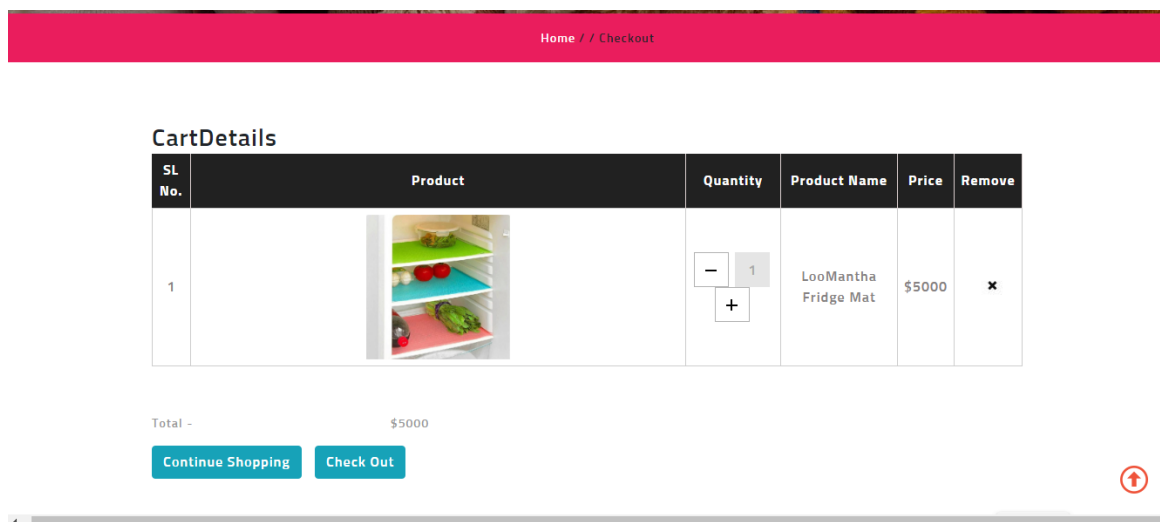 Home / / Checkout
CartDetails
SL No. Product Quantity Product Name Price Remove
1 − 1 + LooMantha Fridge Mat $5000 ×
Total - $5000
Continue Shopping Check Out